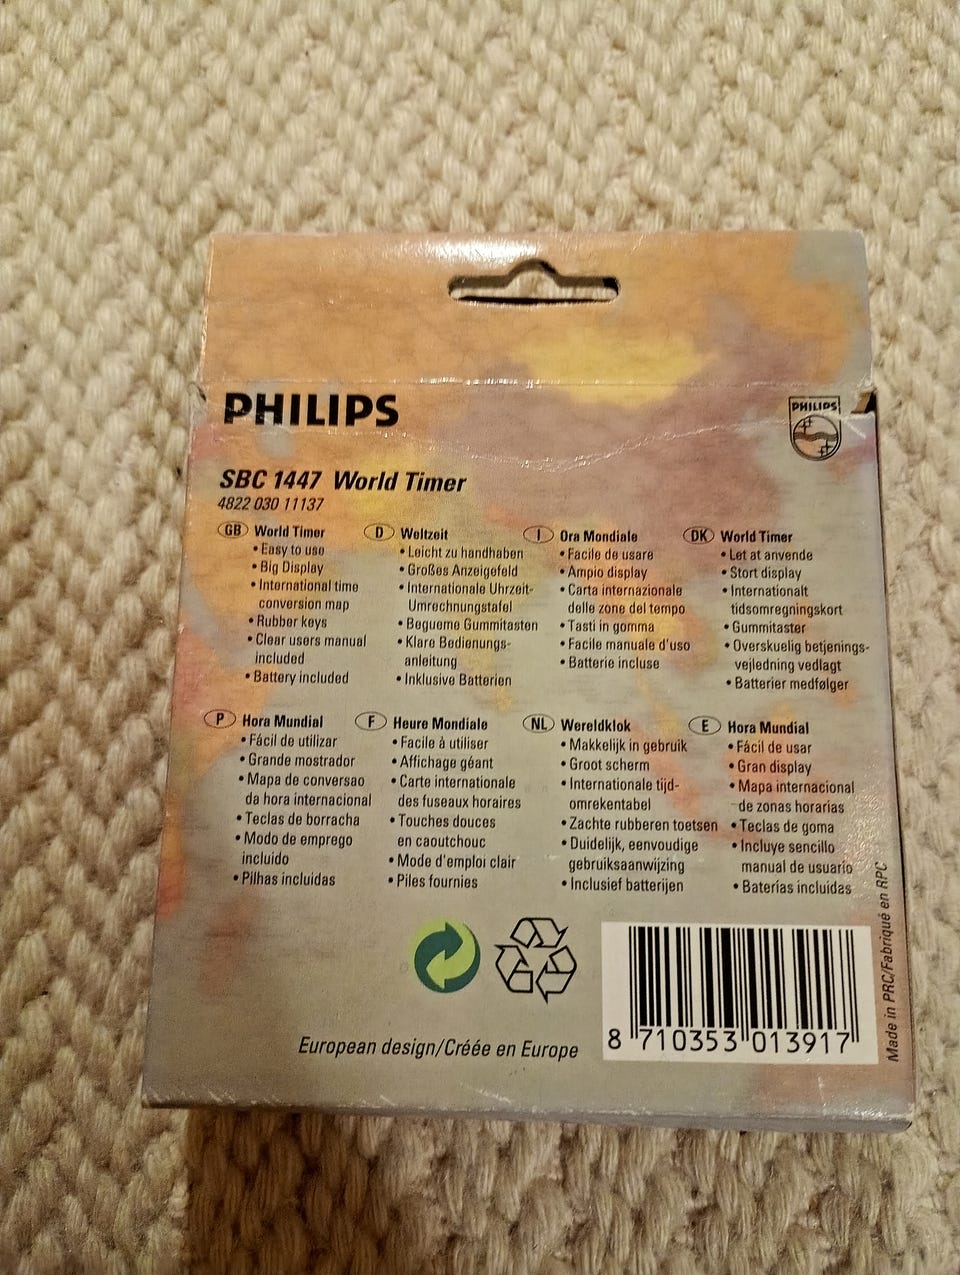 PHILIPS
PHILIPS
SBC 1447 World Timer
4822 030 11137
GB World Timer
• Easy to use
• Big Display
• International time
conversion map
• Rubber keys
• Clear users manual
included
• Battery included
D Weltzeit
• Leicht zu handhaben
• Großes Anzeigefeld
• Internationale Uhrzeit-
Umrechnungstafel
• Begueme Gummitasten
• Klare Bedienungs-
anleitung
• Inklusive Batterien
I Ora Mondiale
• Facile de usare
• Ampio display
• Carta internazionale
delle zone del tempo
• Tasti in gomma
• Facile manuale d'uso
• Batterie incluse
DK World Timer
• Let at anvende
• Stort display
• Internationalt
tidsomregningskort
• Gummitaster
• Overskuelig betjenings-
vejledning vedlagt
• Batterier medfølger
P Hora Mundial
• Fácil de utilizar
• Grande mostrador
• Mapa de conversao
da hora internacional
• Teclas de borracha
• Modo de emprego
incluido
• Pilhas incluidas
F Heure Mondiale
• Facile à utiliser
• Affichage géant
• Carte internationale
des fuseaux horaires
• Touches douces
en caoutchouc
• Mode d'emploi clair
• Piles fournies
NL Wereldklok
• Makkelijk in gebruik
• Groot scherm
• Internationale tijd-
omrekentabel
• Zachte rubberen toetsen
• Duidelijk, eenvoudige
gebruiksaanwijzing
• Inclusief batterijen
E Hora Mundial
• Fácil de usar
• Gran display
• Mapa internacional
de zonas horarias
• Teclas de goma
• Incluye sencillo
manual de usuario
• Baterías incluidas
Made in PRC/Fabriqué en RPC
8 710353 013917
European design/Créée en Europe